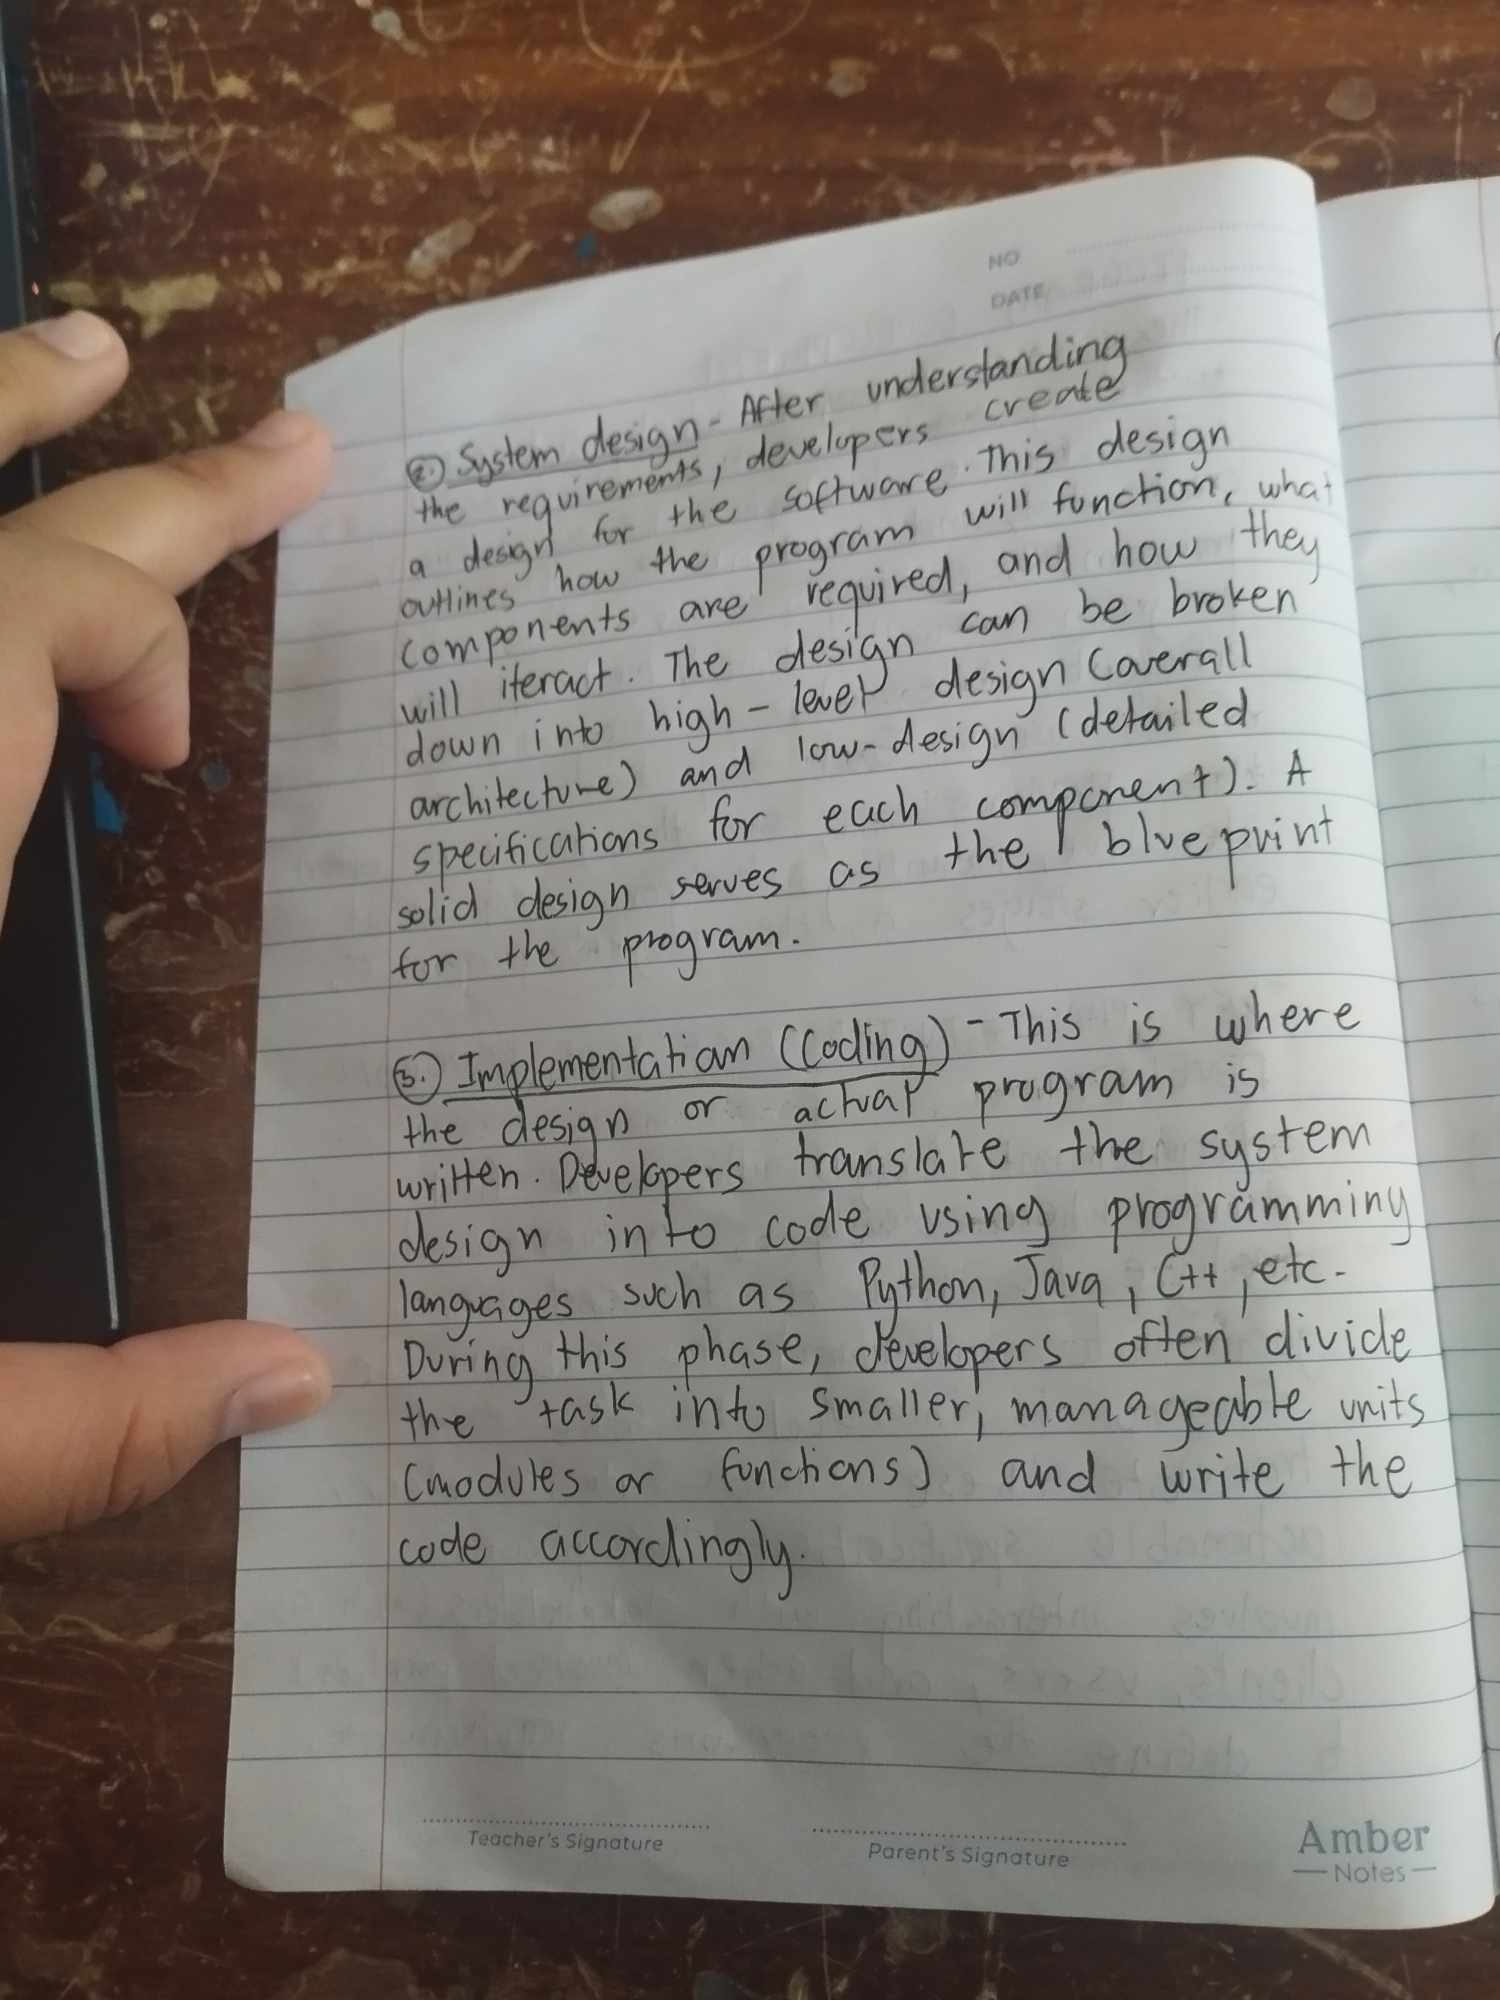 NO
DATE
2. System design - After understanding
the requirements, developers create
a design for the software. This design
outlines how the program will function, what
components are required, and how they
will iteract. The design can be broken
down into high-level design (overall
architecture) and low-design (detailed
specifications for each component). A
solid design serves as the blueprint
for the program.
3. Implementation (Coding) - This is where
the design or actual program is
written. Developers translate the system
design into code using programming
languages such as Python, Java, C++, etc.
During this phase, developers often divide
the task into smaller, manageable units
(modules or functions) and write the
code accordingly.
Teacher's Signature
Parent's Signature
Amber
Notes